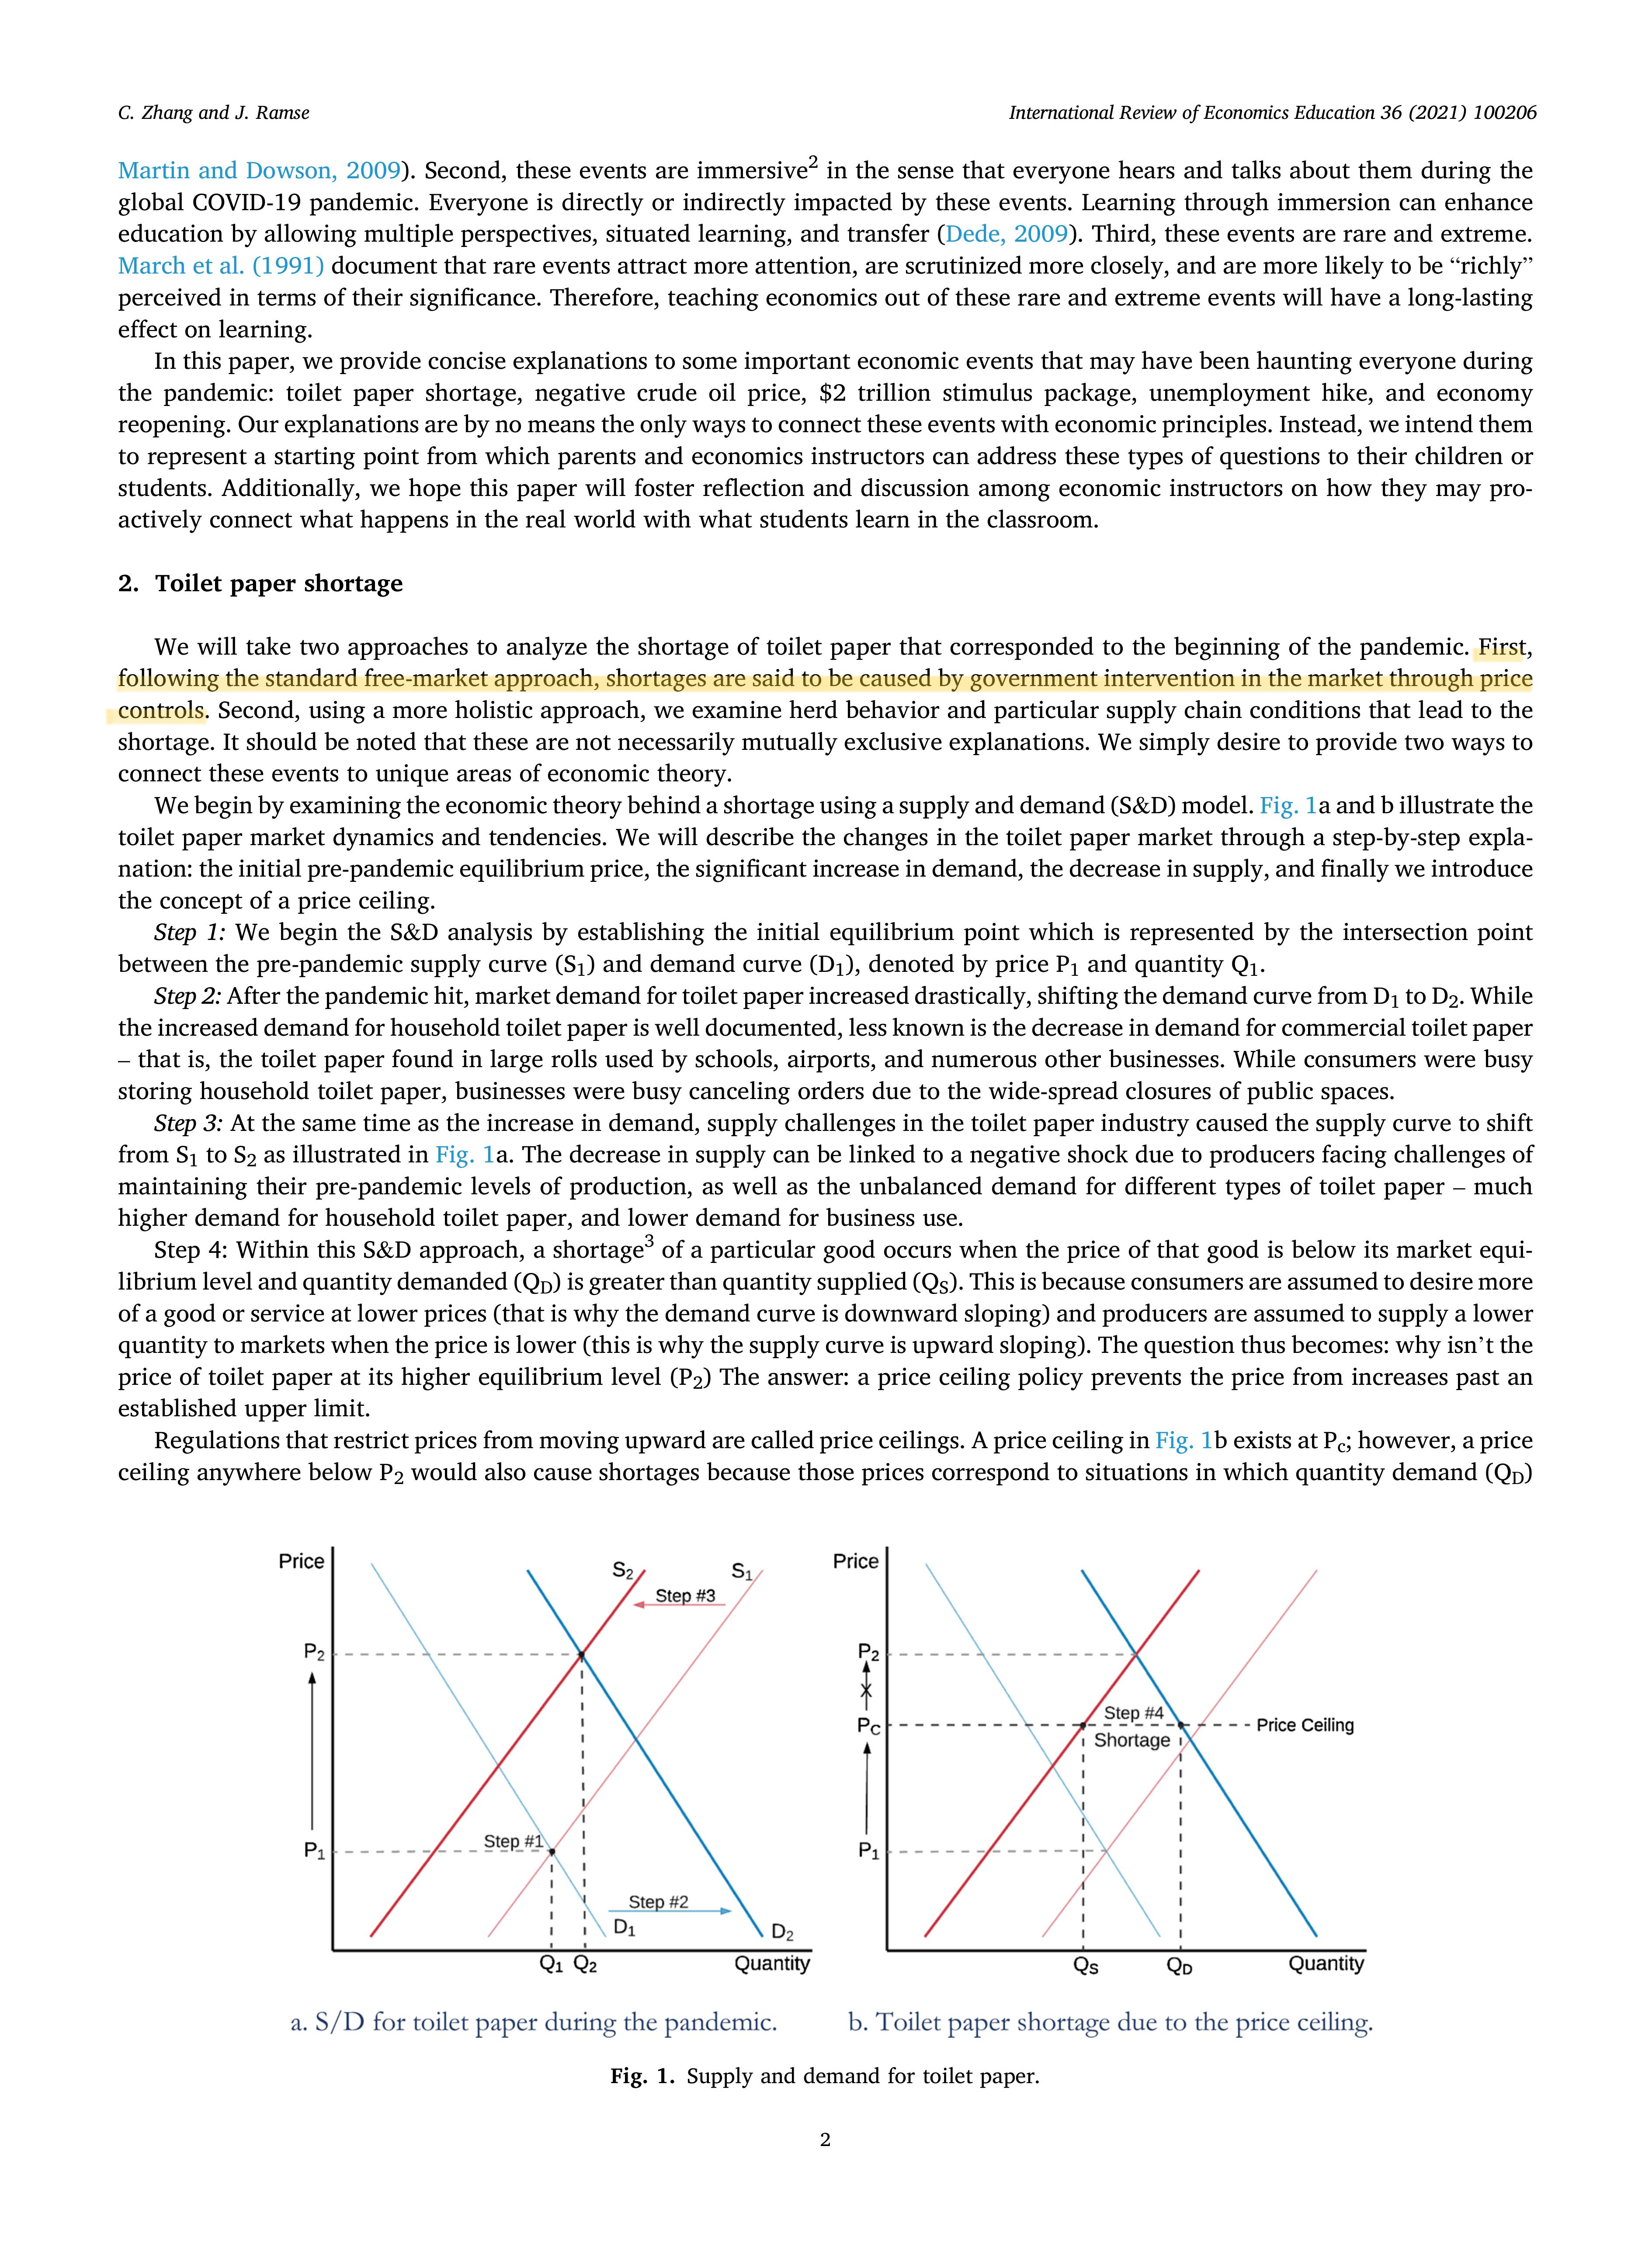 C. Zhang and J. Ramse
International Review of Economics Education 36 (2021) 100206
Martin and Dowson, 2009). Second, these events are immersive2 in the sense that everyone hears and talks about them during the
global COVID-19 pandemic. Everyone is directly or indirectly impacted by these events. Learning through immersion can enhance
education by allowing multiple perspectives, situated learning, and transfer (Dede, 2009). Third, these events are rare and extreme.
March et al. (1991) document that rare events attract more attention, are scrutinized more closely, and are more likely to be “richly”
perceived in terms of their significance. Therefore, teaching economics out of these rare and extreme events will have a long-lasting
effect on learning.
In this paper, we provide concise explanations to some important economic events that may have been haunting everyone during
the pandemic: toilet paper shortage, negative crude oil price, $2 trillion stimulus package, unemployment hike, and economy
reopening. Our explanations are by no means the only ways to connect these events with economic principles. Instead, we intend them
to represent a starting point from which parents and economics instructors can address these types of questions to their children or
students. Additionally, we hope this paper will foster reflection and discussion among economic instructors on how they may pro-
actively connect what happens in the real world with what students learn in the classroom.
2. Toilet paper shortage
We will take two approaches to analyze the shortage of toilet paper that corresponded to the beginning of the pandemic. First,
following the standard free-market approach, shortages are said to be caused by government intervention in the market through price
controls. Second, using a more holistic approach, we examine herd behavior and particular supply chain conditions that lead to the
shortage. It should be noted that these are not necessarily mutually exclusive explanations. We simply desire to provide two ways to
connect these events to unique areas of economic theory.
We begin by examining the economic theory behind a shortage using a supply and demand (S&D) model. Fig. 1a and b illustrate the
toilet paper market dynamics and tendencies. We will describe the changes in the toilet paper market through a step-by-step expla-
nation: the initial pre-pandemic equilibrium price, the significant increase in demand, the decrease in supply, and finally we introduce
the concept of a price ceiling.
Step 1: We begin the S&D analysis by establishing the initial equilibrium point which is represented by the intersection point
between the pre-pandemic supply curve (S1) and demand curve (D1), denoted by price P1 and quantity Q1.
Step 2: After the pandemic hit, market demand for toilet paper increased drastically, shifting the demand curve from D1 to D2. While
the increased demand for household toilet paper is well documented, less known is the decrease in demand for commercial toilet paper
– that is, the toilet paper found in large rolls used by schools, airports, and numerous other businesses. While consumers were busy
storing household toilet paper, businesses were busy canceling orders due to the wide-spread closures of public spaces.
Step 3: At the same time as the increase in demand, supply challenges in the toilet paper industry caused the supply curve to shift
from S1 to S2 as illustrated in Fig. 1a. The decrease in supply can be linked to a negative shock due to producers facing challenges of
maintaining their pre-pandemic levels of production, as well as the unbalanced demand for different types of toilet paper – much
higher demand for household toilet paper, and lower demand for business use.
Step 4: Within this S&D approach, a shortage3 of a particular good occurs when the price of that good is below its market equi-
librium level and quantity demanded (QD) is greater than quantity supplied (QS). This is because consumers are assumed to desire more
of a good or service at lower prices (that is why the demand curve is downward sloping) and producers are assumed to supply a lower
quantity to markets when the price is lower (this is why the supply curve is upward sloping). The question thus becomes: why isn’t the
price of toilet paper at its higher equilibrium level (P2) The answer: a price ceiling policy prevents the price from increases past an
established upper limit.
Regulations that restrict prices from moving upward are called price ceilings. A price ceiling in Fig. 1b exists at Pc; however, a price
ceiling anywhere below P2 would also cause shortages because those prices correspond to situations in which quantity demand (QD)
Price
S2
S1
Step #3
P2
Step #1
P1
Step #2
D1
D2
Q1 Q2
Quantity
Price
P2
Step #4
PC
Price Ceiling
Shortage
P1
QS
QD
Quantity
a. S/D for toilet paper during the pandemic.
b. Toilet paper shortage due to the price ceiling.
Fig. 1. Supply and demand for toilet paper.
2